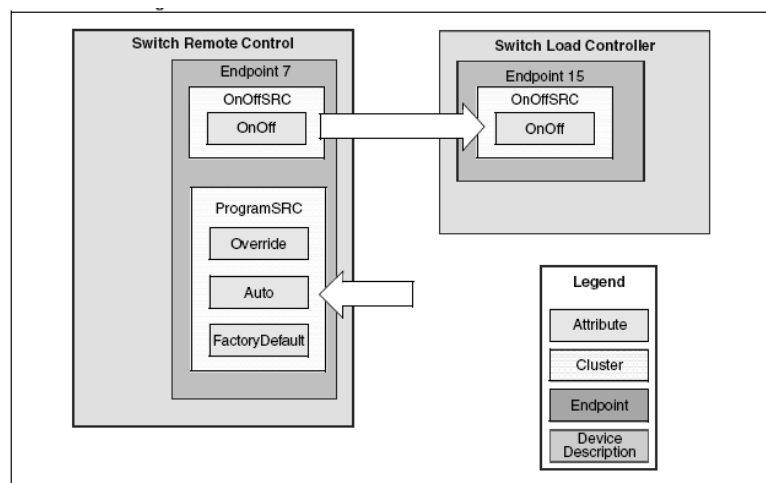 Switch Remote Control
Endpoint 7
OnOffSRC
OnOff
ProgramSRC
Override
Auto
FactoryDefault
Switch Load Controller
Endpoint 15
OnOffSRC
OnOff
Legend
Attribute
Cluster
Endpoint
Device
Description